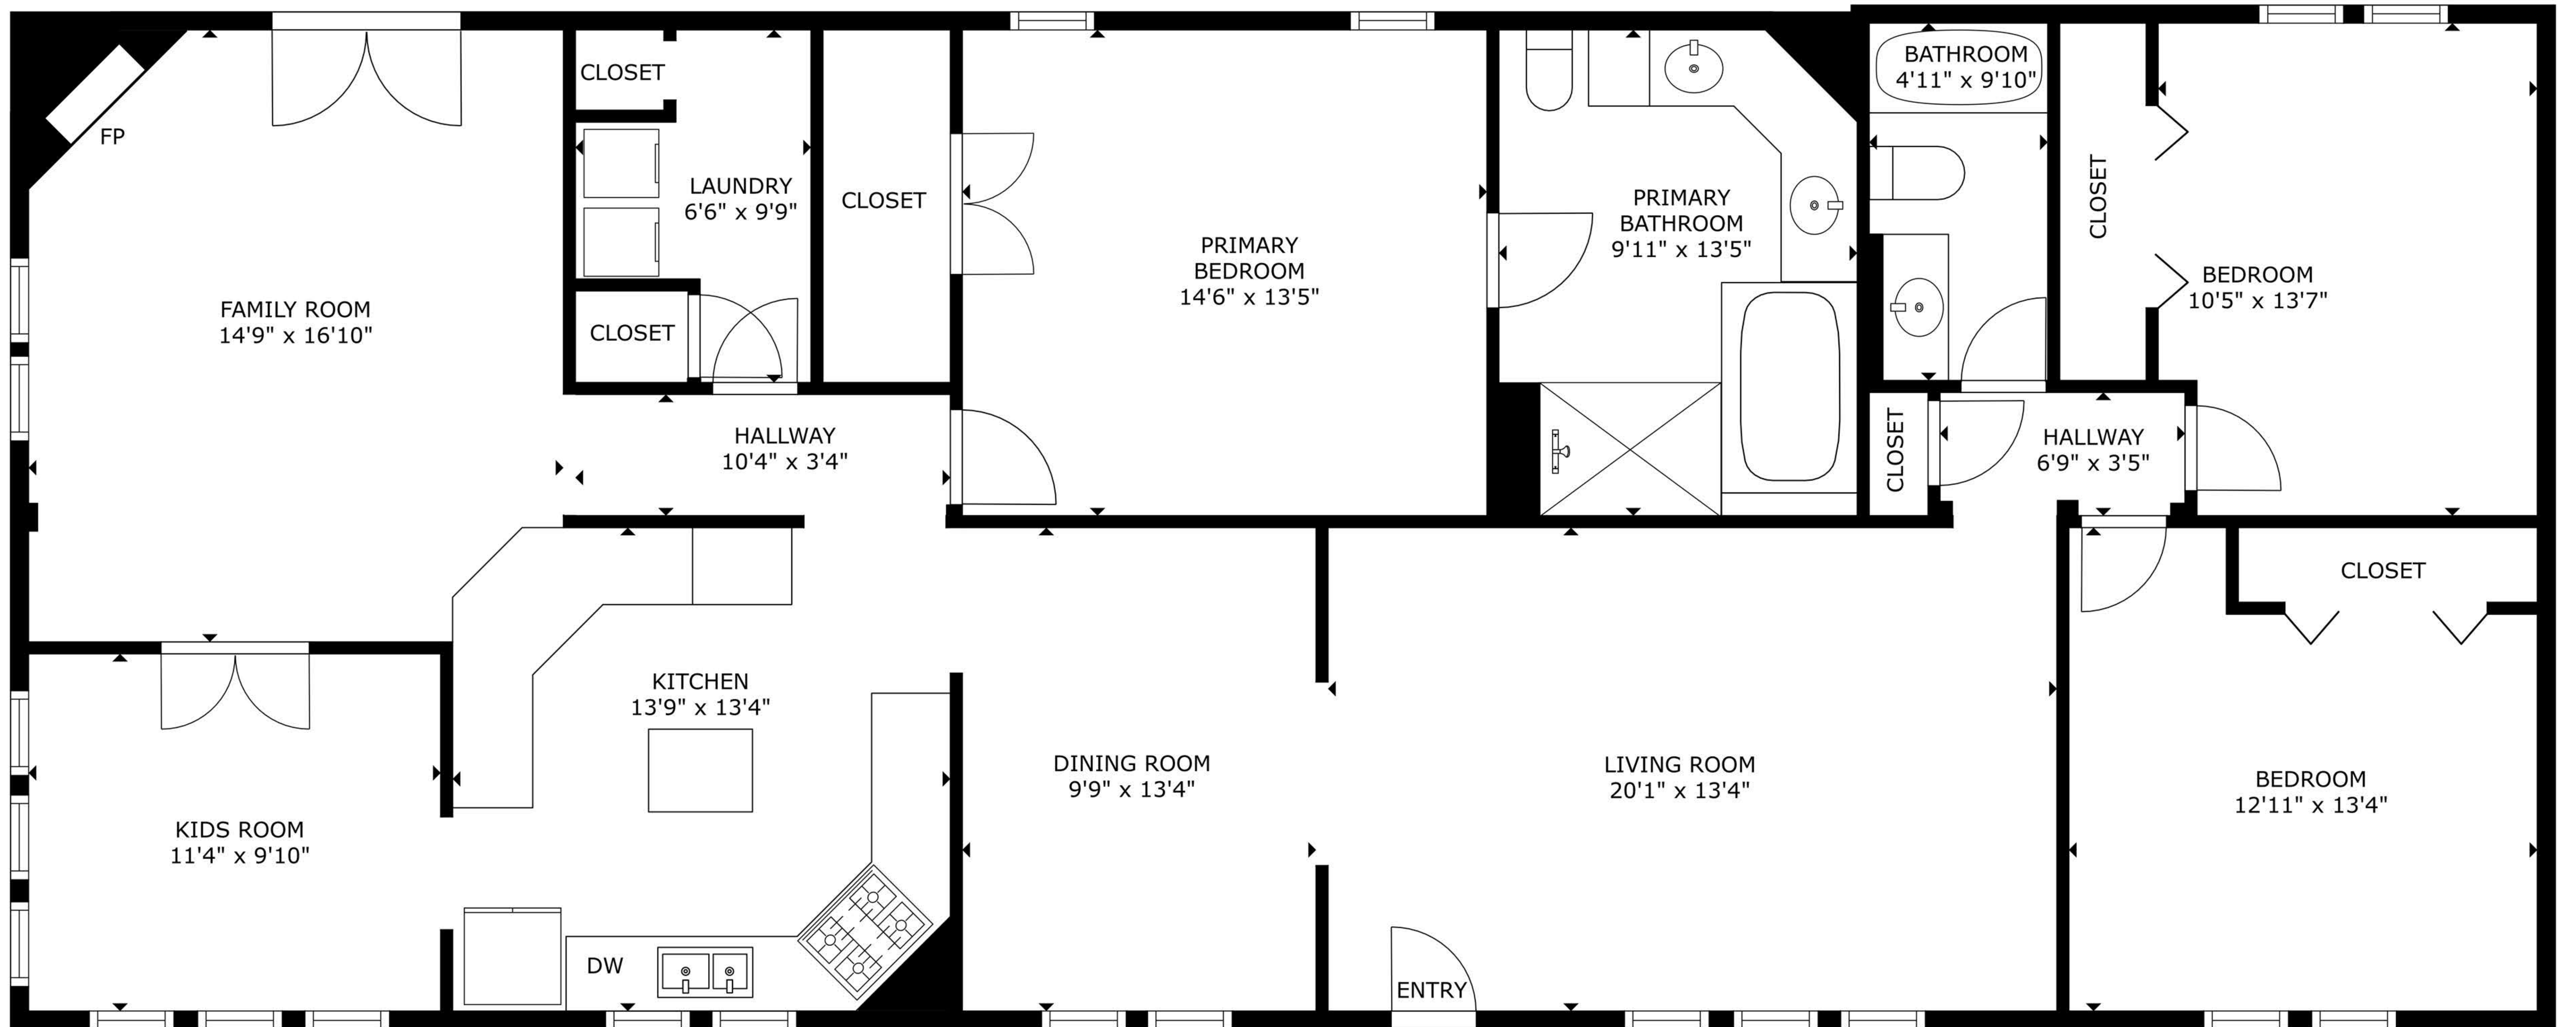 FP
FAMILY ROOM
14'9" x 16'10"
CLOSET
LAUNDRY
6'6" x 9'9"
CLOSET
CLOSET
HALLWAY
10'4" x 3'4"
PRIMARY
BEDROOM
14'6" x 13'5"
PRIMARY
BATHROOM
9'11" x 13'5"
BATHROOM
4'11" x 9'10"
CLOSET
BEDROOM
10'5" x 13'7"
CLOSET
HALLWAY
6'9" x 3'5"
CLOSET
KITCHEN
13'9" x 13'4"
KIDS ROOM
11'4" x 9'10"
DW
DINING ROOM
9'9" x 13'4"
LIVING ROOM
20'1" x 13'4"
ENTRY
BEDROOM
12'11" x 13'4"